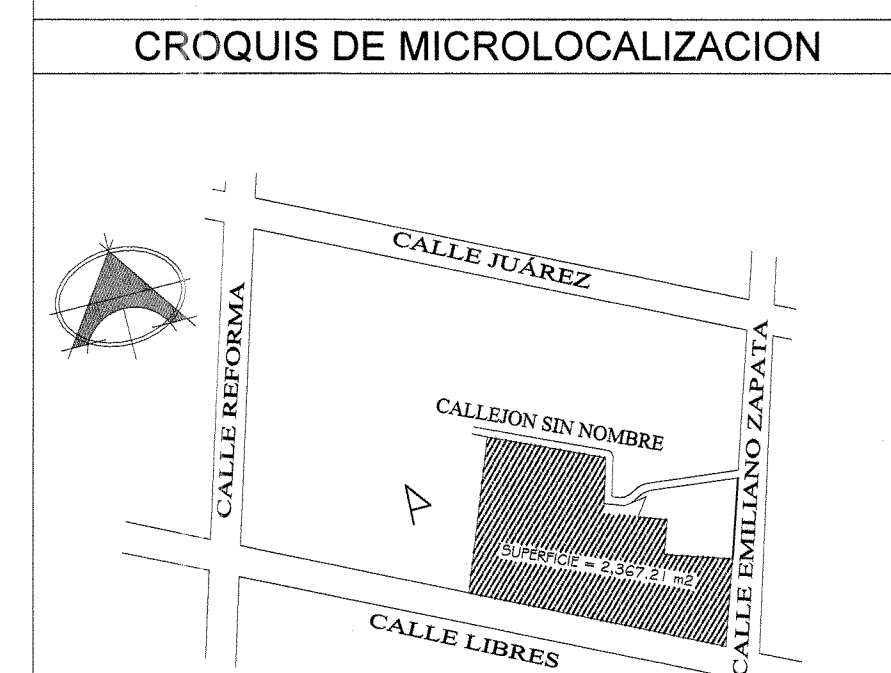 CROQUIS DE MICROLOCALIZACION
CALLE JUÁREZ
CALLE REFORMA
CALLE EMILIANO ZAPATA
CALLEJON SIN NOMBRE
SUPERFICIE = 2,367.21 m2
CALLE LIBRES